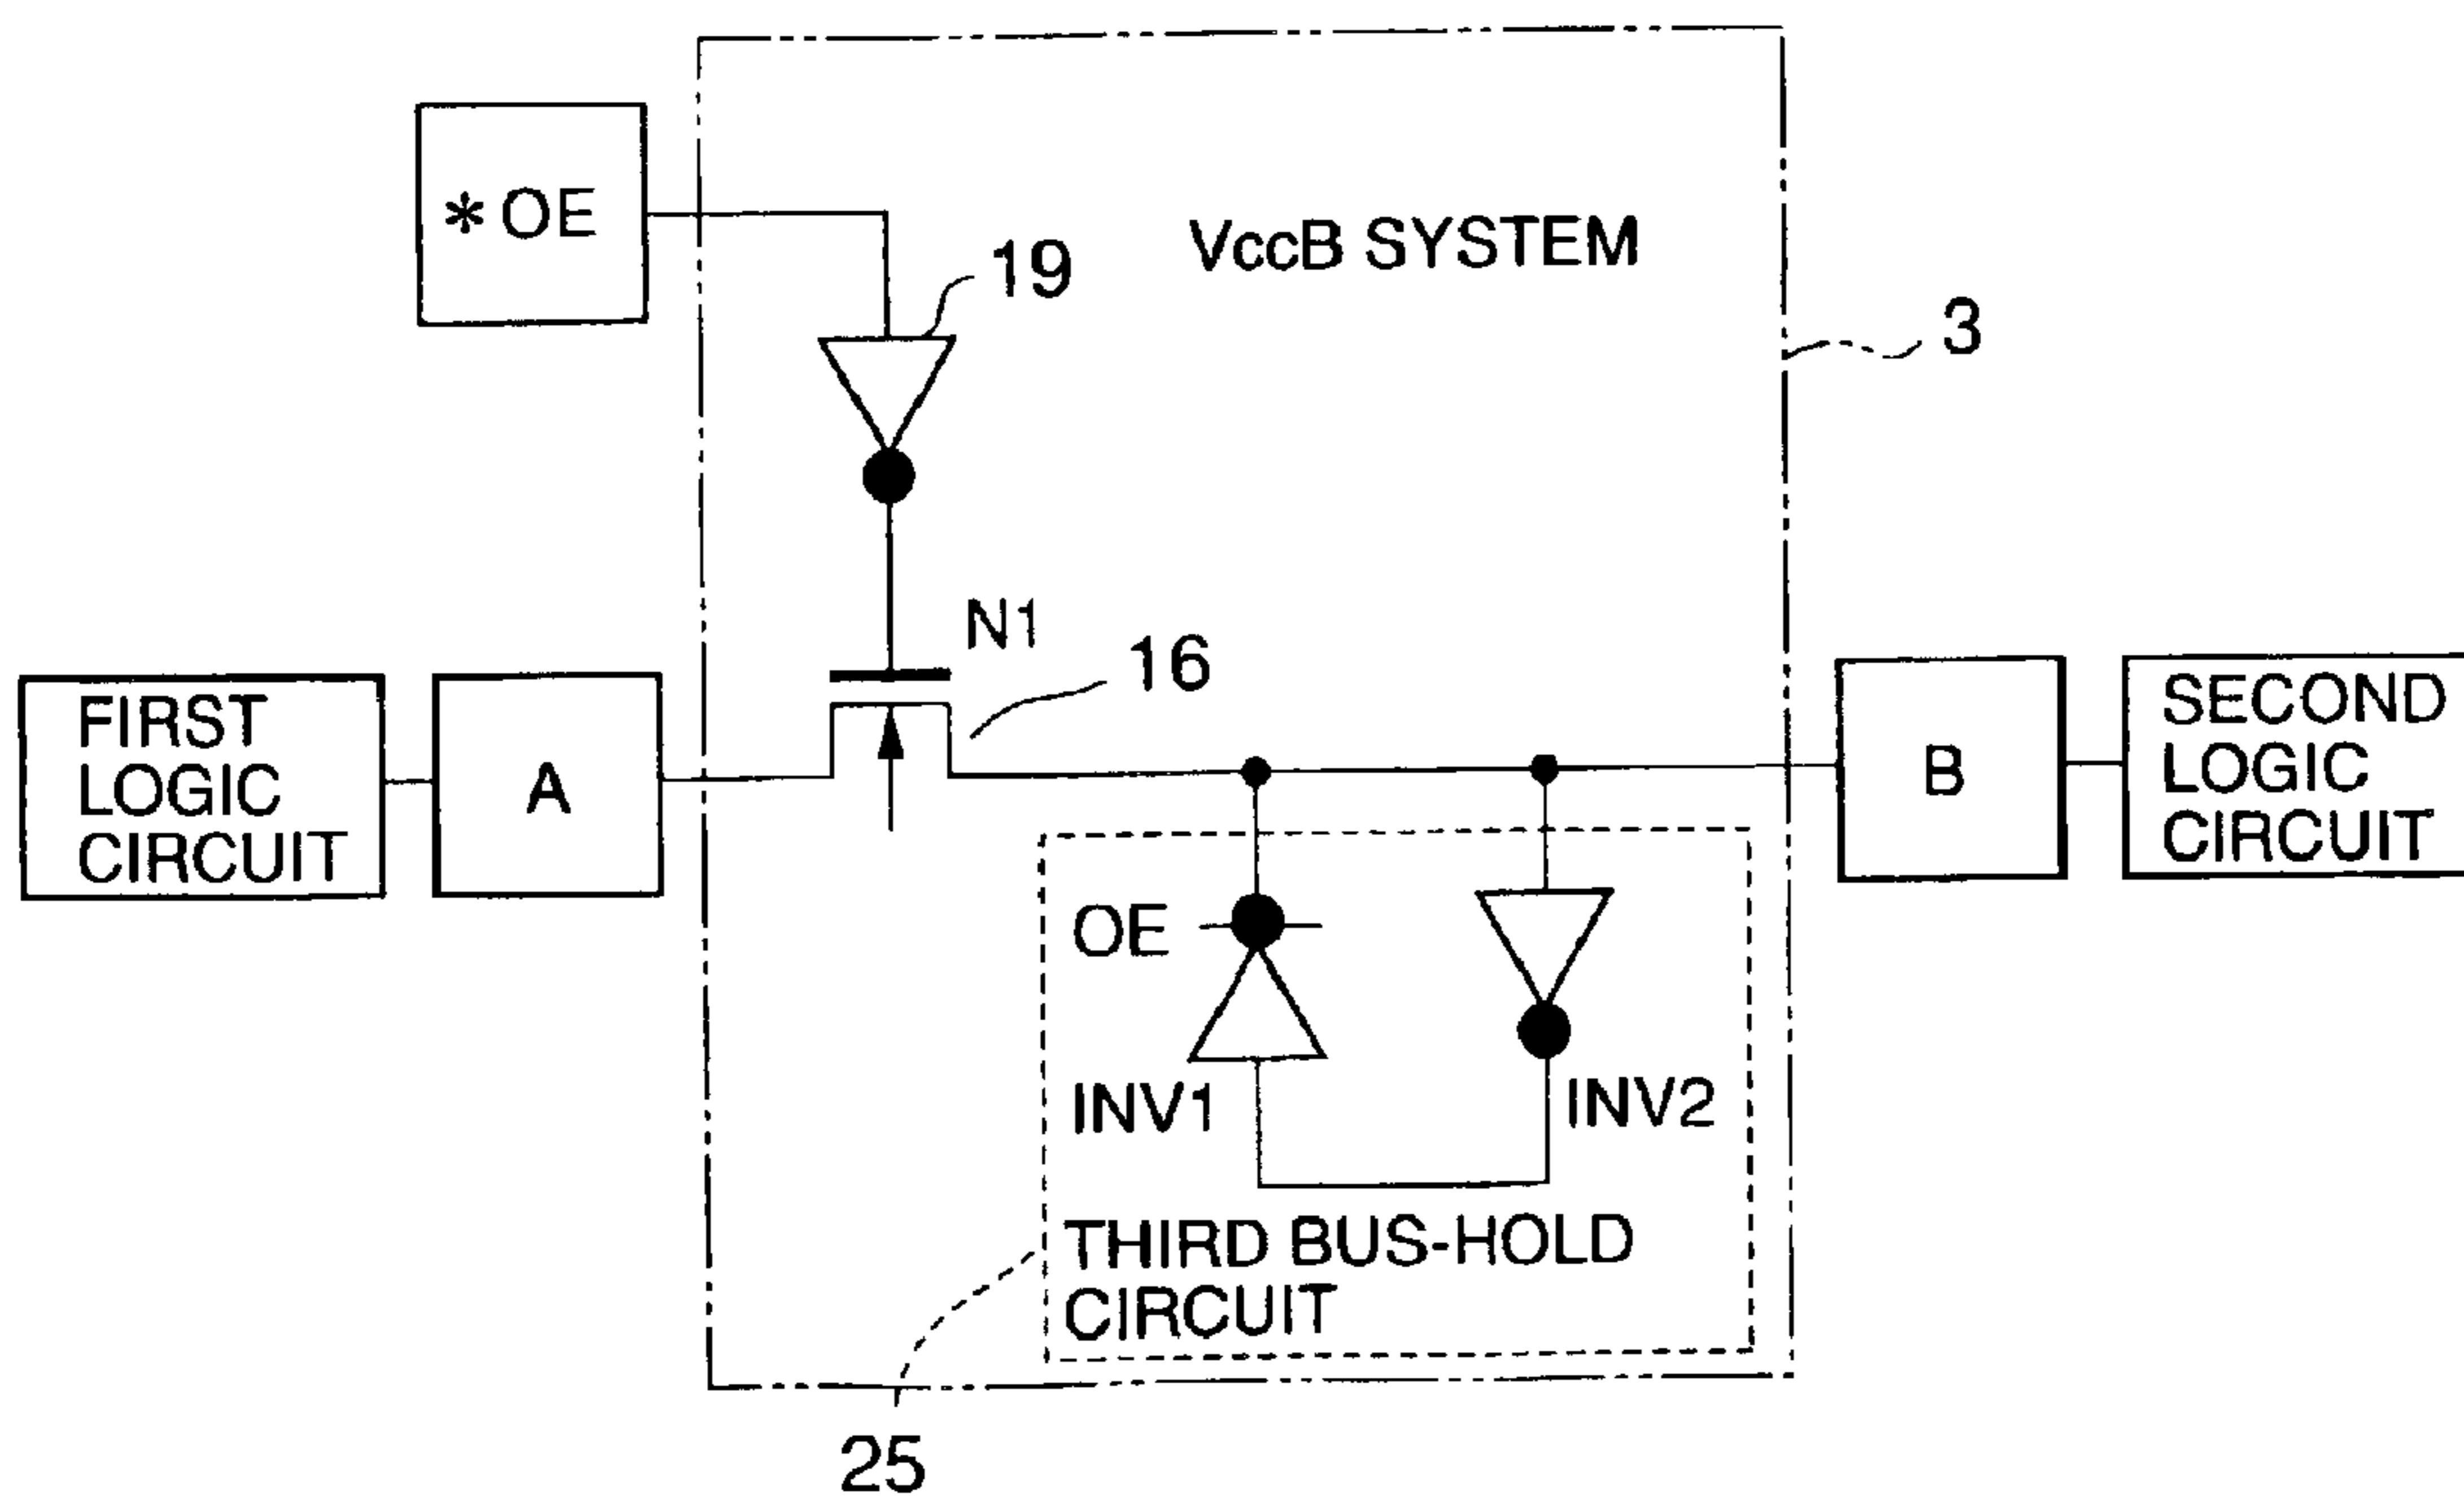 * OE
VccB SYSTEM
19
3
N1
16
FIRST
LOGIC
CIRCUIT
A
B
SECOND
LOGIC
CIRCUIT
OE
INV1
INV2
THIRD BUS-HOLD
CIRCUIT
25